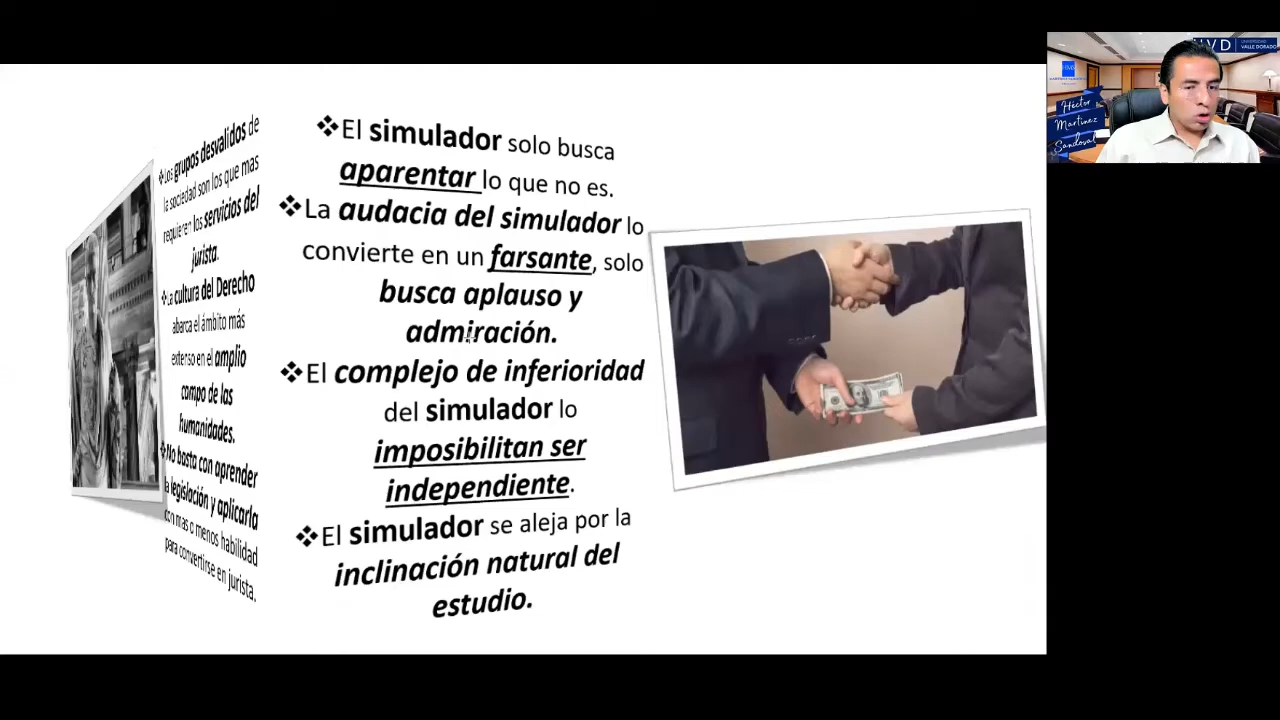 ❖Los grupos desvalidos de
la sociedad son los que mas
requieren los servicios del
jurista.
❖La cultura del Derecho
abarca el ámbito más
extenso en el amplio
compo de las
humanidades.
❖No basta con aprender
la legislación y aplicarla
con mas o menos habilidad
para convertirse en jurista.
❖El simulador solo busca
aparentar lo que no es.
❖La audacia del simulador lo
convierte en un farsante, solo
busca aplauso y
admiración.
❖El complejo de inferioridad
del simulador lo
imposibilitan ser
independiente.
❖El simulador se aleja por la
inclinación natural del
estudio.
UVD
UNIVERSIDAD
VALLE DORADO
Héctor
Martínez
Sandoval